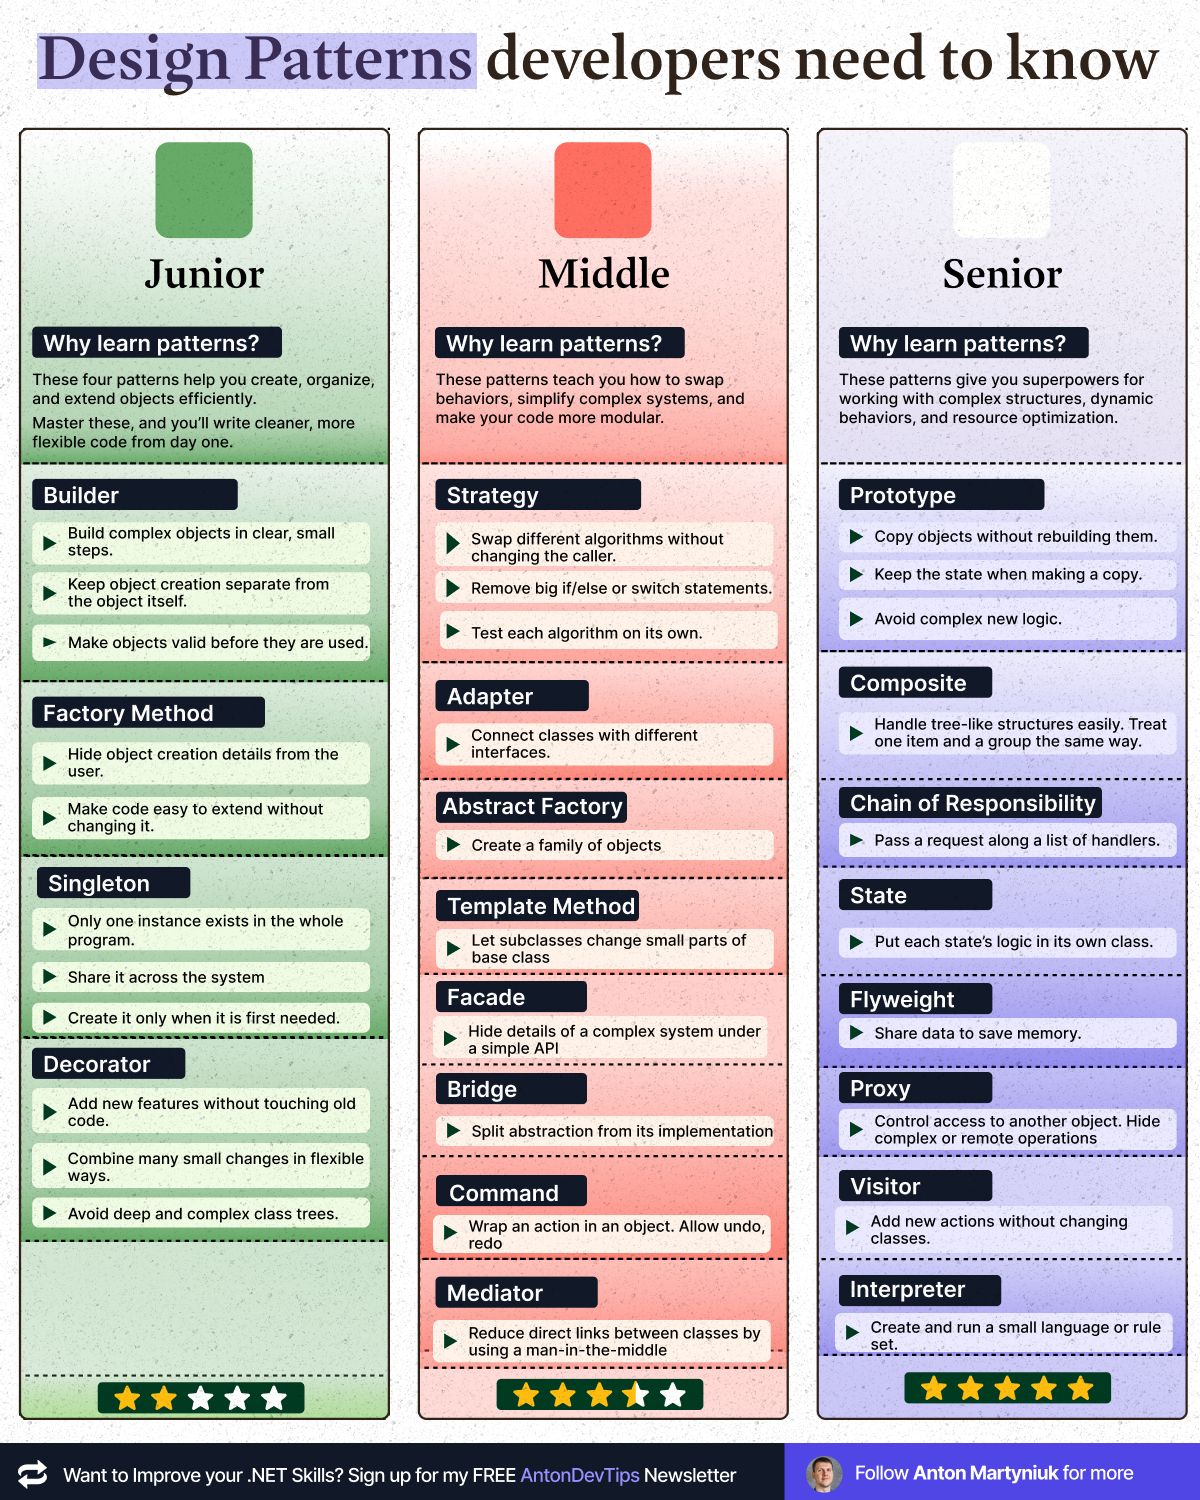 Design Patterns developers need to know
Junior
Why learn patterns?
These four patterns help you create, organize,
and extend objects efficiently.
Master these, and you’ll write cleaner, more
flexible code from day one.
Builder
Build complex objects in clear, small
steps.
Keep object creation separate from
the object itself.
Make objects valid before they are used.
Factory Method
Hide object creation details from the
user.
Make code easy to extend without
changing it.
Singleton
Only one instance exists in the whole
program.
Share it across the system
Create it only when it is first needed.
Decorator
Add new features without touching old
code.
Combine many small changes in flexible
ways.
Avoid deep and complex class trees.
Middle
Why learn patterns?
These patterns teach you how to swap
behaviors, simplify complex systems, and
make your code more modular.
Strategy
Swap different algorithms without
changing the caller.
Remove big if/else or switch statements.
Test each algorithm on its own.
Adapter
Connect classes with different
interfaces.
Abstract Factory
Create a family of objects
Template Method
Let subclasses change small parts of
base class
Facade
Hide details of a complex system under
a simple API
Bridge
Split abstraction from its implementation
Command
Wrap an action in an object. Allow undo,
redo
Mediator
Reduce direct links between classes by
using a man-in-the-middle
Senior
Why learn patterns?
These patterns give you superpowers for
working with complex structures, dynamic
behaviors, and resource optimization.
Prototype
Copy objects without rebuilding them.
Keep the state when making a copy.
Avoid complex new logic.
Composite
Handle tree-like structures easily. Treat
one item and a group the same way.
Chain of Responsibility
Pass a request along a list of handlers.
State
Put each state’s logic in its own class.
Flyweight
Share data to save memory.
Proxy
Control access to another object. Hide
complex or remote operations
Visitor
Add new actions without changing
classes.
Interpreter
Create and run a small language or rule
set.
Want to Improve your .NET Skills? Sign up for my FREE AntonDevTips Newsletter
Follow Anton Martyniuk for more